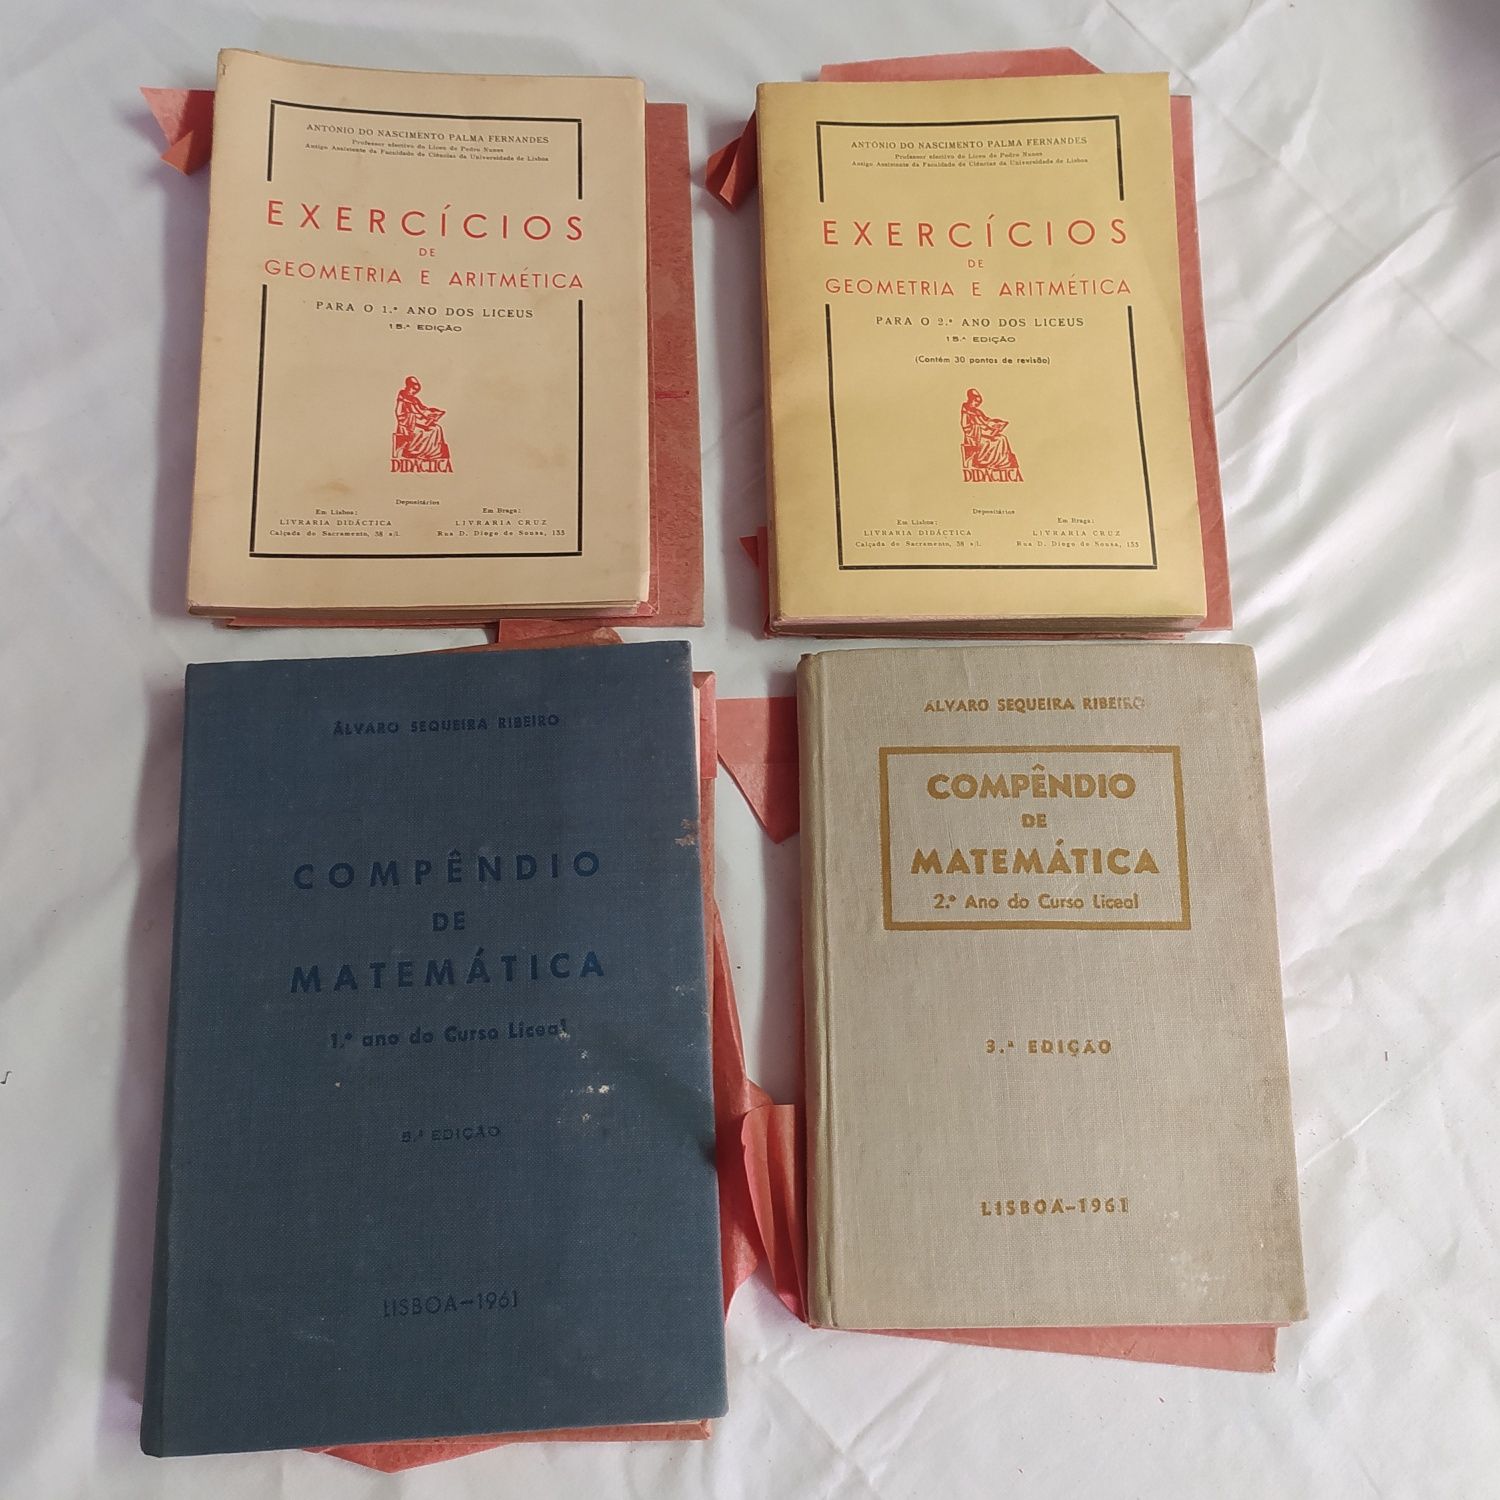 ANTÓNIO DO NASCIMENTO PALMA FERNANDES
Professor efectivo do Liceu de Pedro Nunes
Antigo Assistente da Faculdade de Ciências da Universidade de Lisboa
EXERCÍCIOS
DE
GEOMETRIA E ARITMÉTICA
PARA O 1.º ANO DOS LICEUS
15.ª EDIÇÃO
DIDÁCTICA
Depositários
Em Lisboa:
LIVRARIA DIDÁCTICA
Calçada do Sacramento, 38 s/l.
Em Braga:
LIVRARIA CRUZ
Rua D. Diogo de Sousa, 133
ANTÓNIO DO NASCIMENTO PALMA FERNANDES
Professor efectivo do Liceu de Pedro Nunes
Antigo Assistente da Faculdade de Ciências da Universidade de Lisboa
EXERCÍCIOS
DE
GEOMETRIA E ARITMÉTICA
PARA O 2.º ANO DOS LICEUS
15.ª EDIÇÃO
(Contém 30 pontos de revisão)
DIDÁCTICA
Depositários
Em Lisboa:
LIVRARIA DIDÁCTICA
Calçada do Sacramento, 38 s/l.
Em Braga:
LIVRARIA CRUZ
Rua D. Diogo de Sousa, 133
ÁLVARO SEQUEIRA RIBEIRO
COMPÊNDIO
DE
MATEMÁTICA
1.º ano do Curso Liceal
EDIÇÃO
LISBOA-1961
ÁLVARO SEQUEIRA RIBEIRO
COMPÊNDIO
DE
MATEMÁTICA
2.º Ano do Curso Liceal
3.ª EDIÇÃO
LISBOA-1961